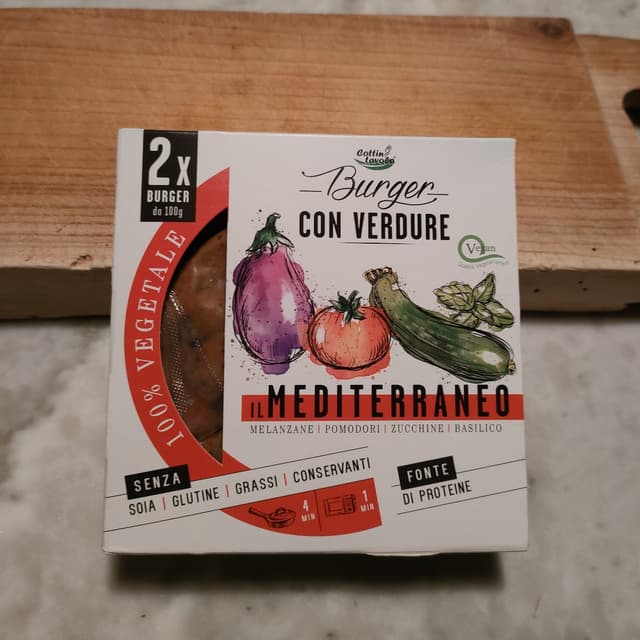 2X
BURGER
da 100g
100% VEGETALE
Cottintavola
Burger
CON VERDURE
Vegan
IL MEDITERRANEO
MELANZANE | POMODORI | ZUCCHINE | BASILICO
SENZA
SOIA | GLUTINE | GRASSI | CONSERVANTI
4
MIN
1
MIN
FONTE
DI PROTEINE